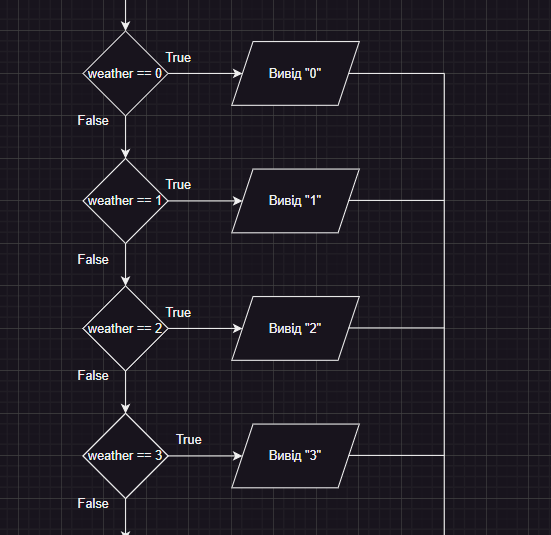 True
weather == 0
Вивід "0"
False
True
weather == 1
Вивід "1"
False
True
weather == 2
Вивід "2"
False
True
weather == 3
Вивід "3"
False